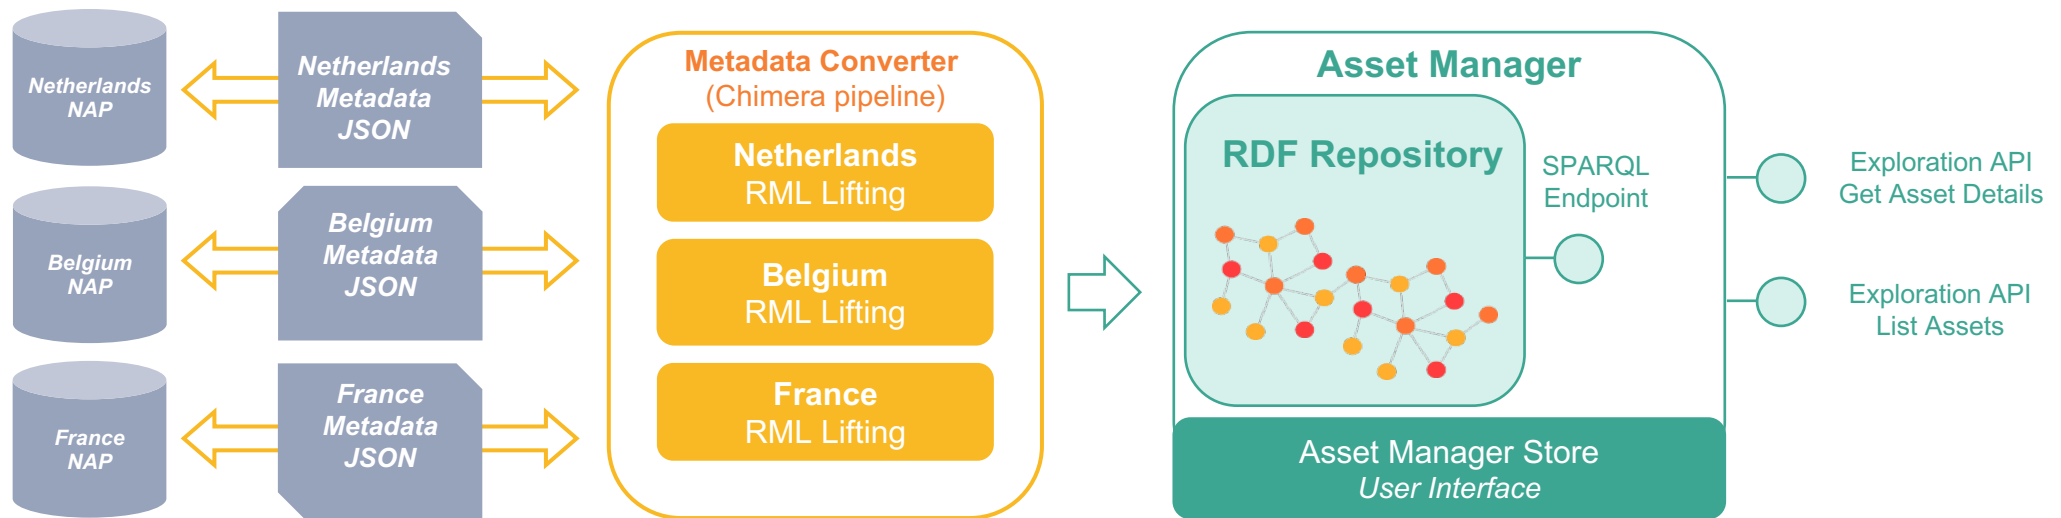 Netherlands
NAP
Netherlands
Metadata
JSON
Belgium
NAP
Belgium
Metadata
JSON
France
NAP
France
Metadata
JSON
Metadata Converter
(Chimera pipeline)
Netherlands
RML Lifting
Belgium
RML Lifting
France
RML Lifting
Asset Manager
RDF Repository
SPARQL
Endpoint
Asset Manager Store
User Interface
Exploration API
Get Asset Details
Exploration API
List Assets